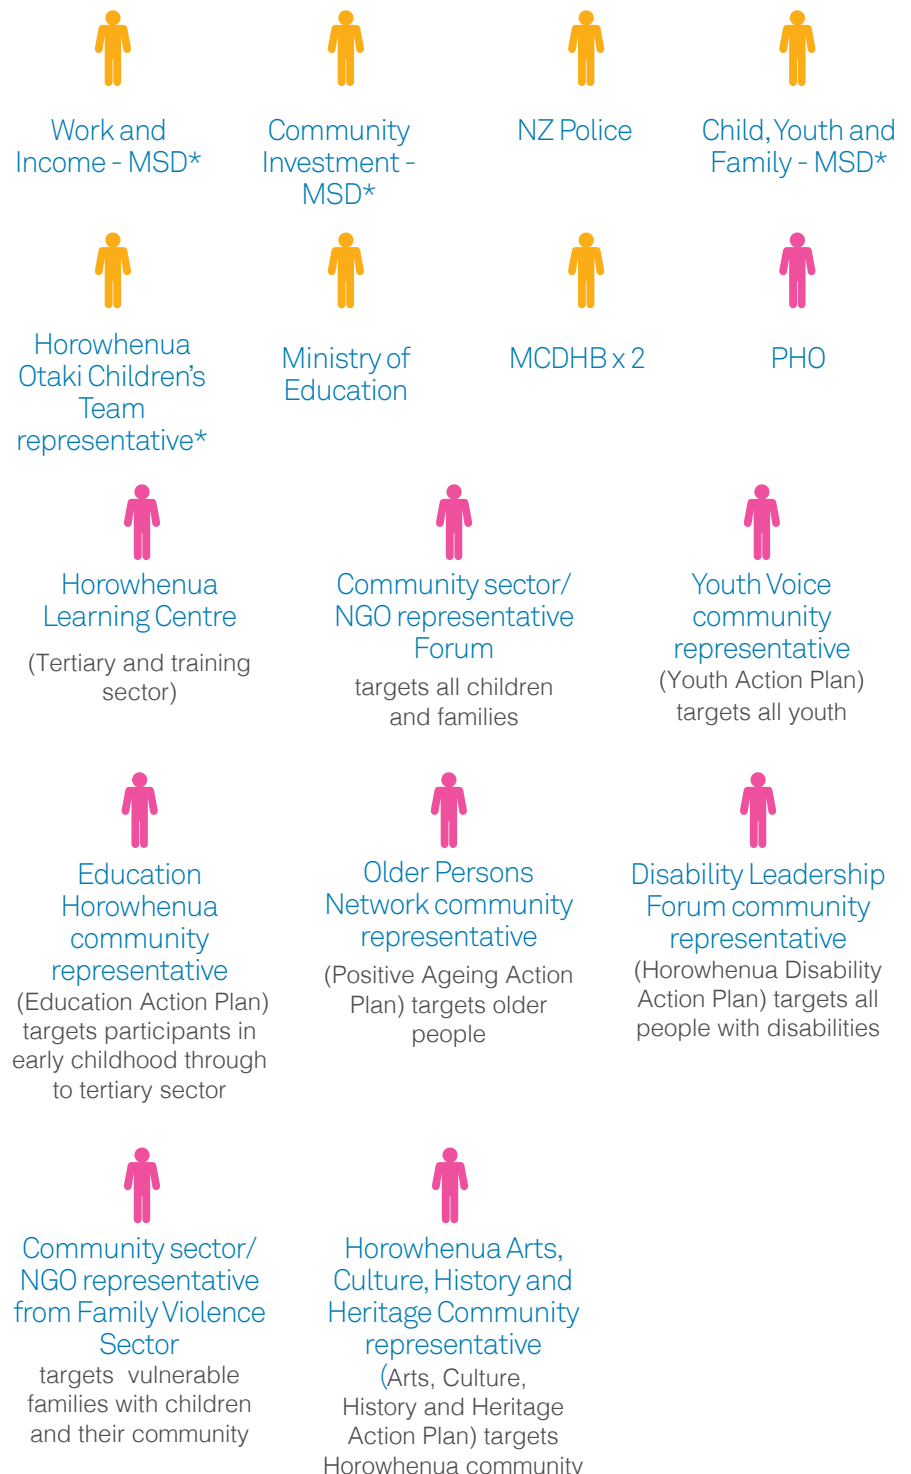 Work and
Income - MSD*
Community
Investment -
MSD*
NZ Police
Child, Youth and
Family - MSD*
Horowhenua
Otaki Children's
Team
representative*
Ministry of
Education
MCDHB x 2
PHO
Horowhenua
Learning Centre
(Tertiary and training
sector)
Community sector/
NGO representative
Forum
targets all children
and families
Youth Voice
community
representative
(Youth Action Plan)
targets all youth
Education
Horowhenua
community
representative
(Education Action Plan)
targets participants in
early childhood through
to tertiary sector
Older Persons
Network community
representative
(Positive Ageing Action
Plan) targets older
people
Disability Leadership
Forum community
representative
(Horowhenua Disability
Action Plan) targets all
people with disabilities
Community sector/
NGO representative
from Family Violence
Sector
targets vulnerable
families with children
and their community
Horowhenua Arts,
Culture, History and
Heritage Community
representative
(Arts, Culture,
History and Heritage
Action Plan) targets
Horowhenua community